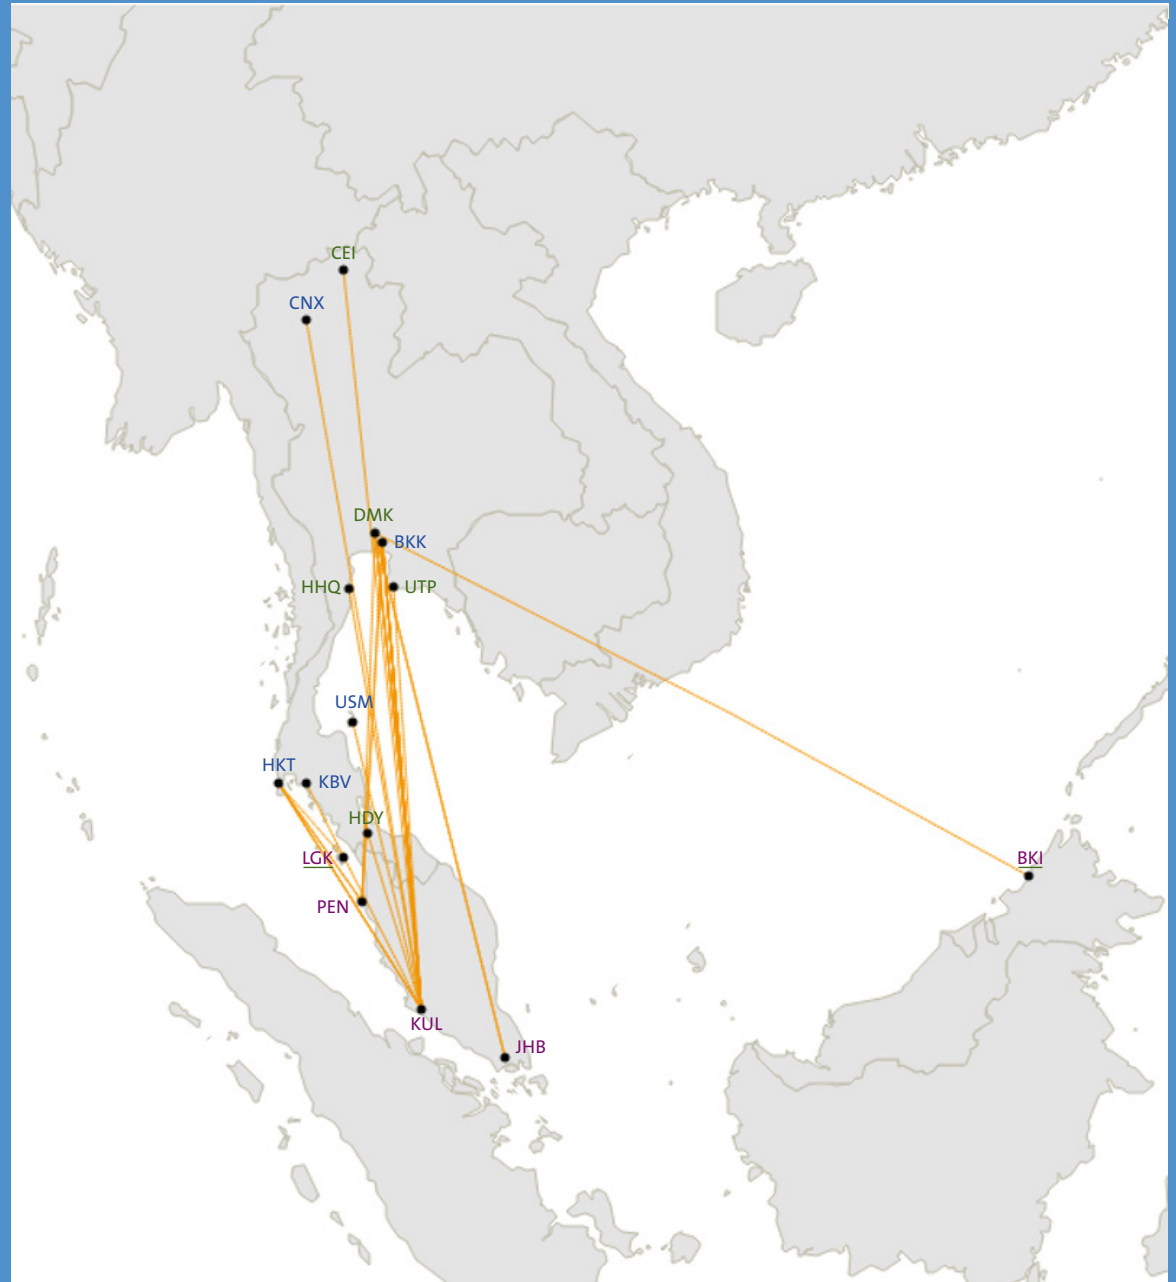 CEI
CNX
DMK
BKK
HHQ
UTP
USM
HKT
KBV
HDY
LGK
BKI
PEN
KUL
JHB